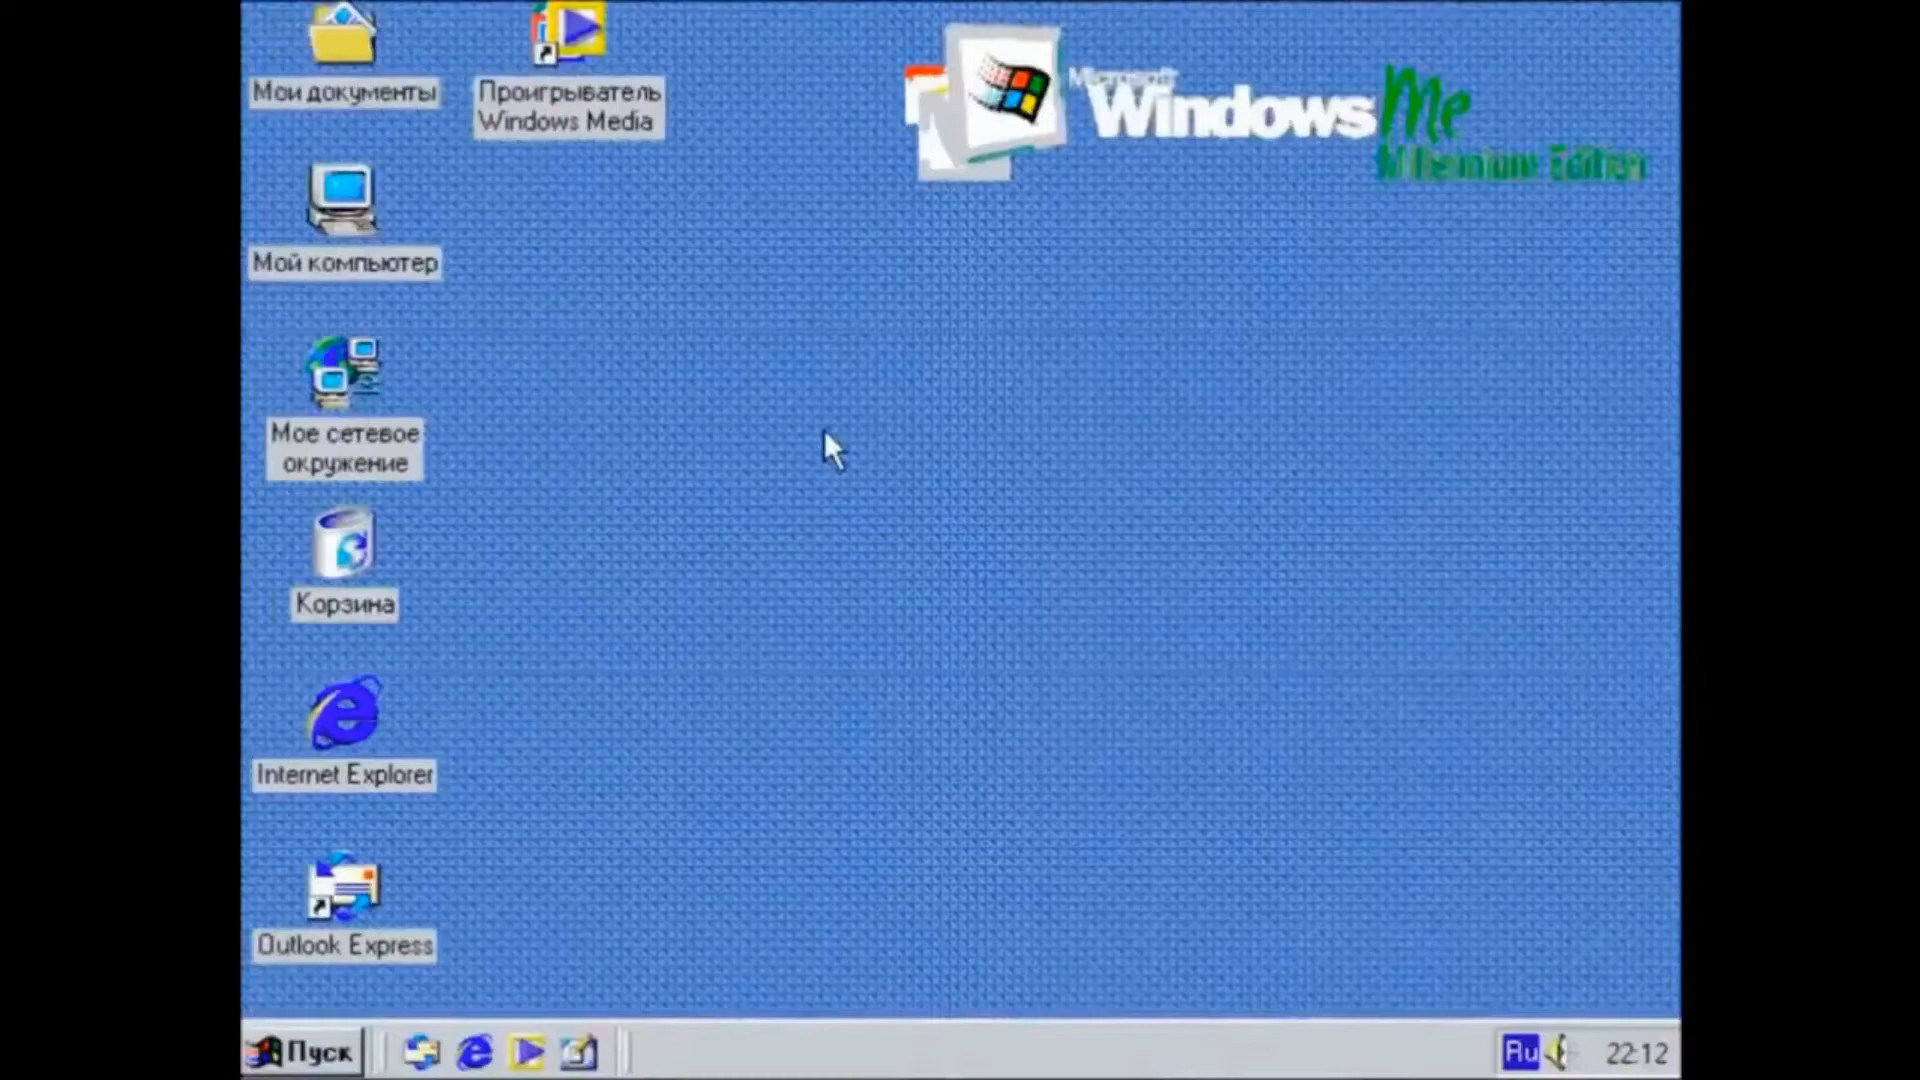 Мои документы
Проигрыватель
Windows Media
Microsoft
Windows Me
Millennium Edition
Мой компьютер
Мое сетевое
окружение
Корзина
Internet Explorer
Outlook Express
Пуск
Ru
22:12